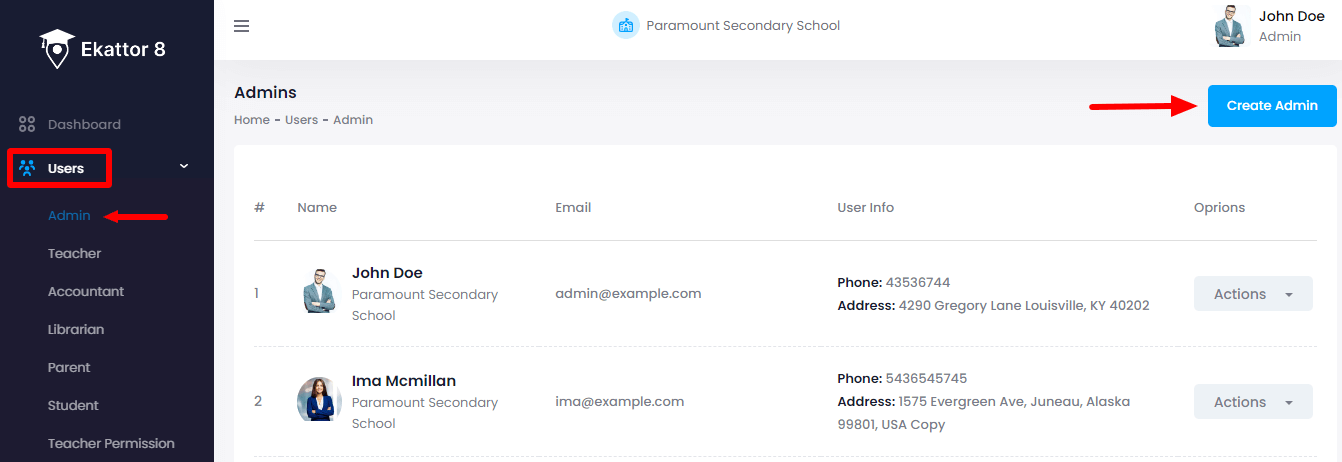 Ekattor 8
Paramount Secondary School
John Doe
Admin
Dashboard
Users
Admin
Teacher
Accountant
Librarian
Parent
Student
Teacher Permission
Admins
Home - Users - Admin
Create Admin
# Name Email User Info Oprions
1 John Doe
Paramount Secondary
School
admin@example.com
Phone: 43536744
Address: 4290 Gregory Lane Louisville, KY 40202
Actions
2 Ima Mcmillan
Paramount Secondary
School
ima@example.com
Phone: 5436545745
Address: 1575 Evergreen Ave, Juneau, Alaska
99801, USA Copy
Actions